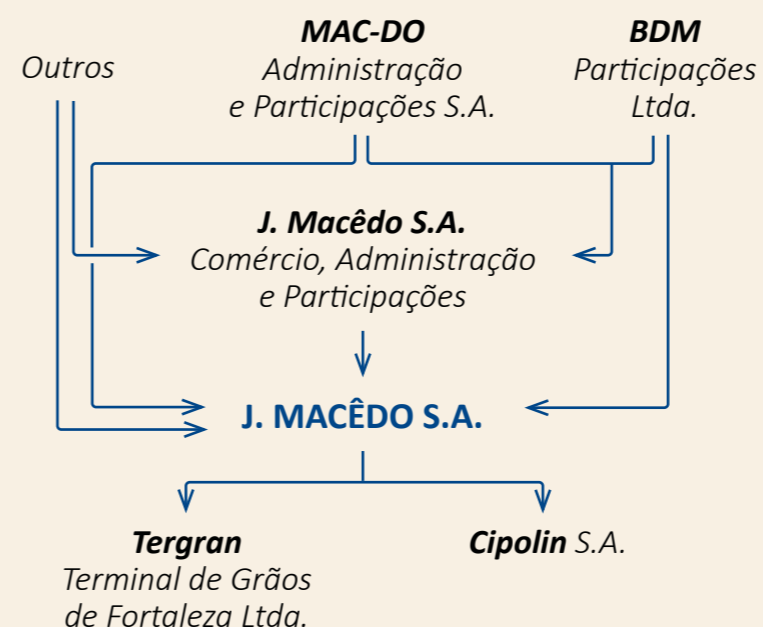 Outros
MAC-DO
Administração
e Participações S.A.
BDM
Participações
Ltda.
J. Macêdo S.A.
Comércio, Administração
e Participações
J. MACÊDO S.A.
Tergran
Terminal de Grãos
de Fortaleza Ltda.
Cipolin S.A.